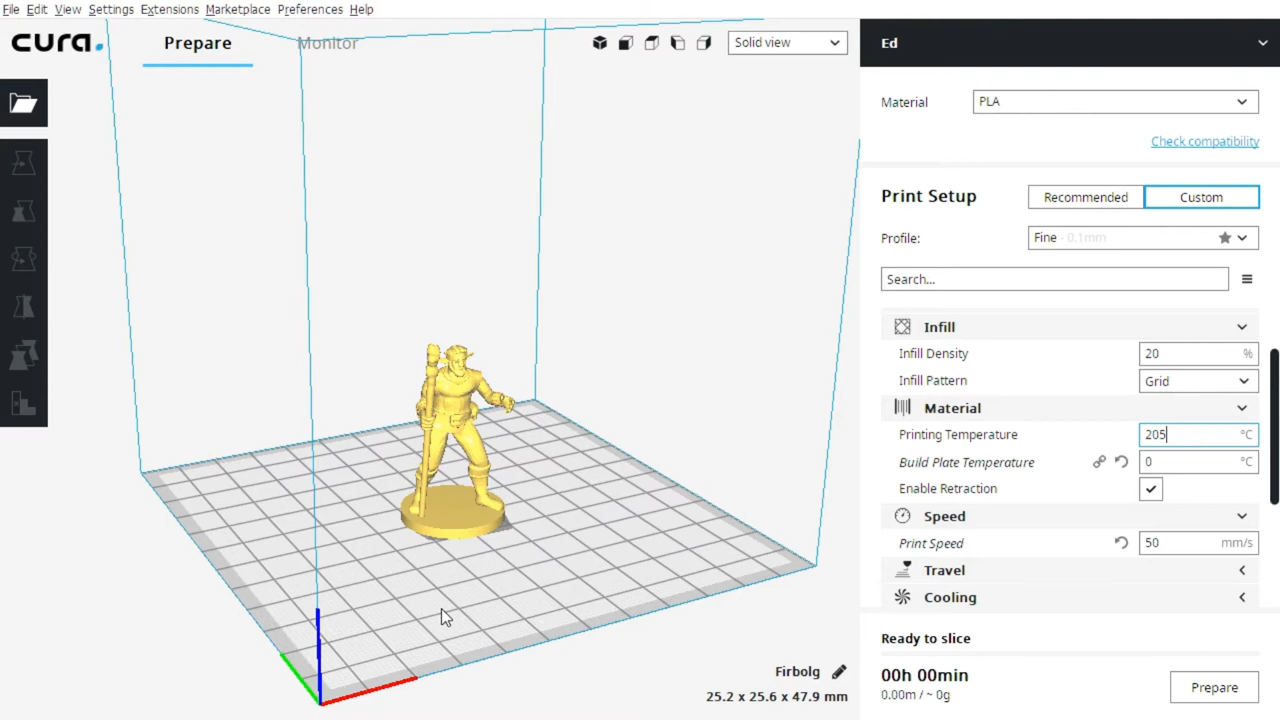 File Edit View Settings Extensions Marketplace Preferences Help
cura.
Prepare
Monitor
Solid view
Ed
Material
PLA
Check compatibility
Print Setup
Recommended
Custom
Profile:
Fine - 0.1mm
Search...
Infill
Infill Density
20 %
Infill Pattern
Grid
Material
Printing Temperature
205 °C
Build Plate Temperature
0 °C
Enable Retraction
Speed
Print Speed
50 mm/s
Travel
Cooling
Ready to slice
00h 00min
0.00m / ~ 0g
Prepare
Firbolg
25.2 x 25.6 x 47.9 mm